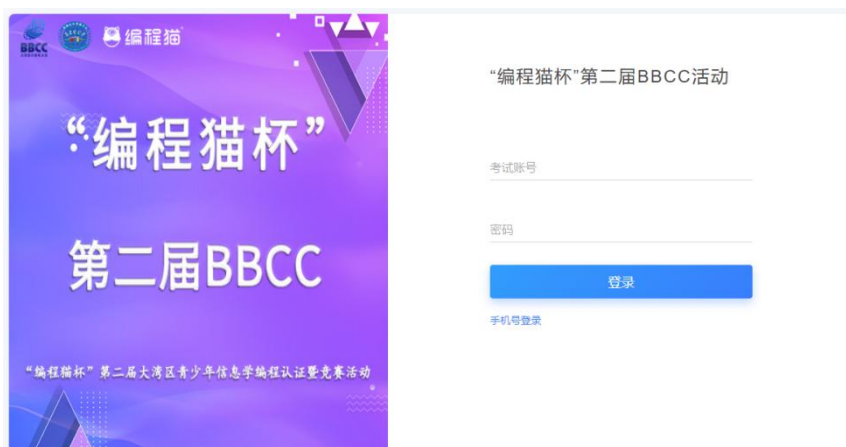 BBCC
编程猫
“编程猫杯”
第二届BBCC
“编程猫杯”第二届大湾区青少年信息学编程认证暨竞赛活动
“编程猫杯”第二届BBCC活动
考试账号
密码
登录
手机号登录